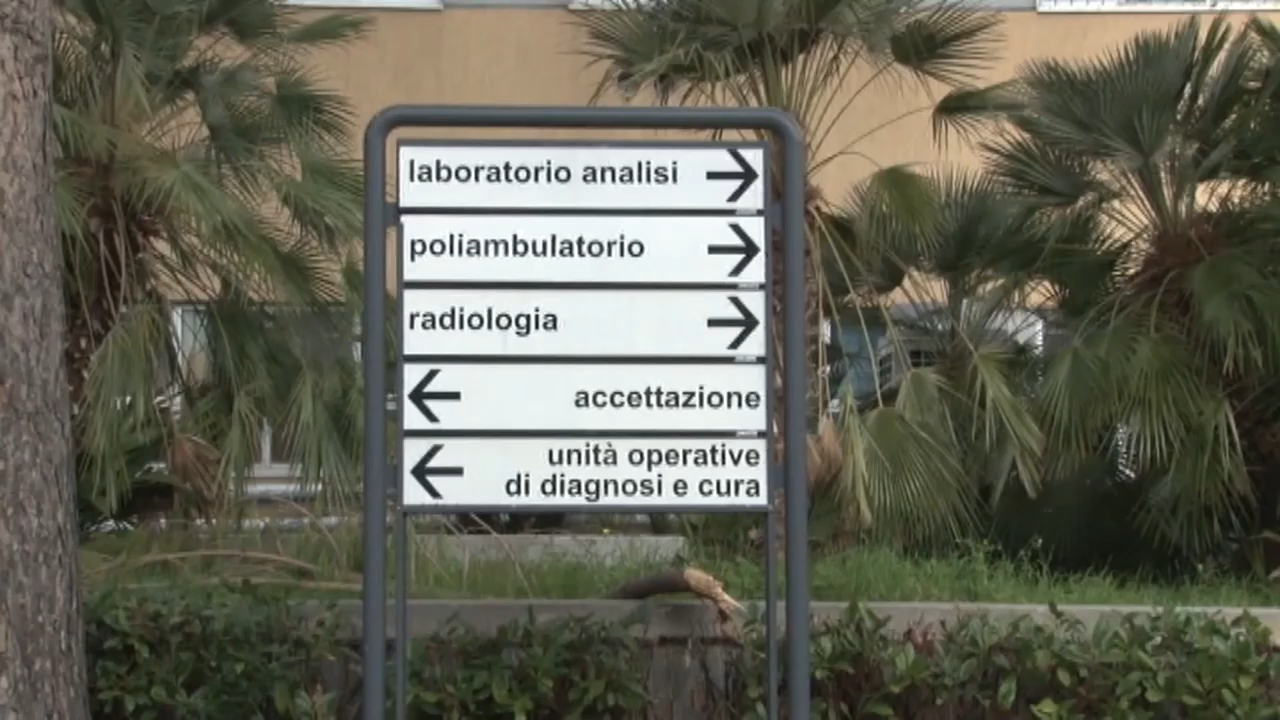 laboratorio analisi
poliambulatorio
radiologia
accettazione
unità operative
di diagnosi e cura